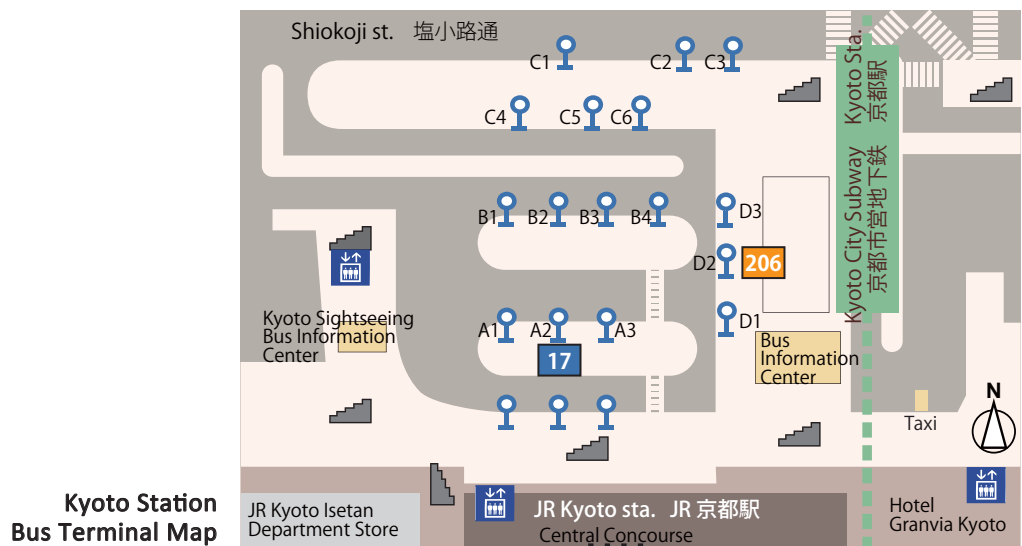 Shiokoji st. 塩小路通
C1
C2
C3
C4
C5
C6
Kyoto City Subway Kyoto Sta.
京都市営地下鉄 京都駅
B1
B2
B3
B4
D3
D2
206
D1
Kyoto Sightseeing
Bus Information
Center
A1
A2
A3
17
Bus
Information
Center
Taxi
N
Kyoto Station
Bus Terminal Map
JR Kyoto Isetan
Department Store
JR Kyoto sta. JR 京都駅
Central Concourse
Hotel
Granvia Kyoto